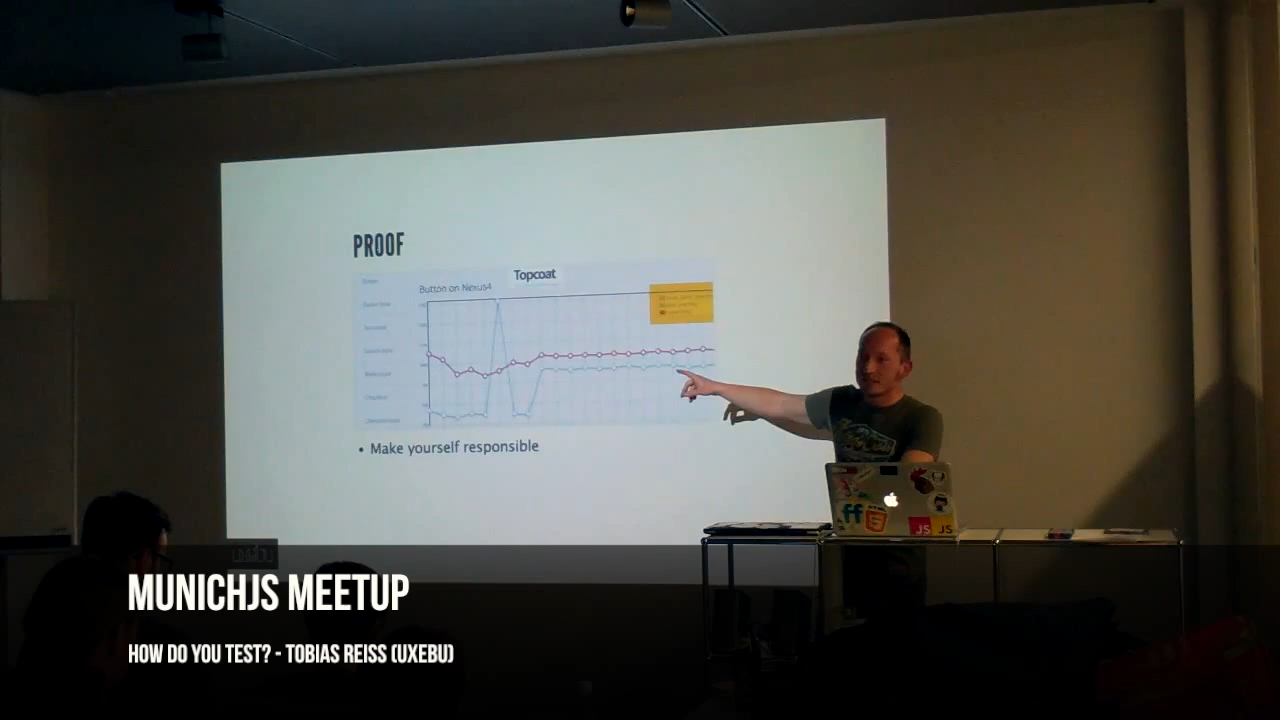 PROOF
Topcoat
Button on Nexus4
• Make yourself responsible
ff
HTML
5
JS
JS
MUNICHJS MEETUP
HOW DO YOU TEST? - TOBIAS REISS (UXEBU)